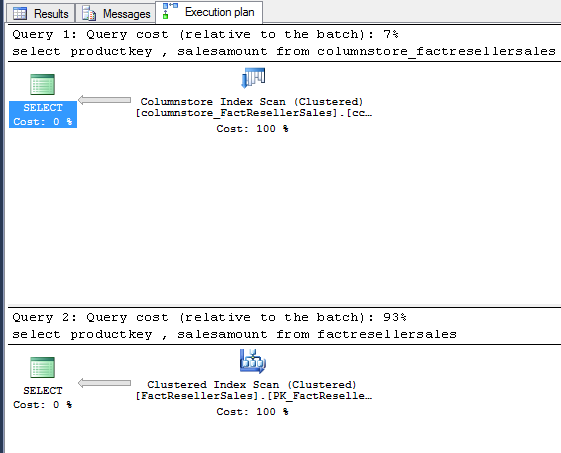 Results Messages Execution plan
Query 1: Query cost (relative to the batch): 7%
select productkey , salesamount from columnstore_factresellersales
SELECT
Cost: 0 %
Columnstore Index Scan (Clustered)
[columnstore_FactResellerSales].[cc…
Cost: 100 %
Query 2: Query cost (relative to the batch): 93%
select productkey , salesamount from factresellersales
SELECT
Cost: 0 %
Clustered Index Scan (Clustered)
[FactResellerSales].[PK_FactReselle…
Cost: 100 %